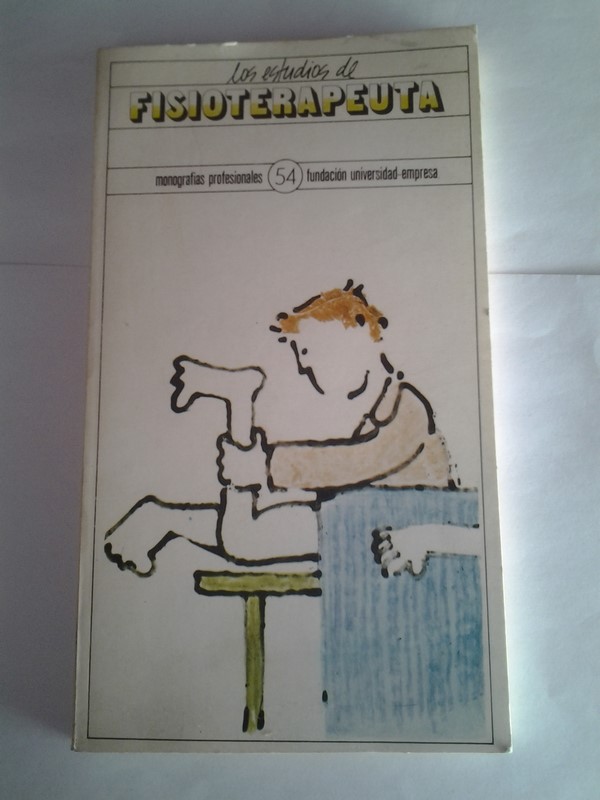 los estudios de
FISIOTERAPEUTA
monografías profesionales 54 fundación universidad-empresa